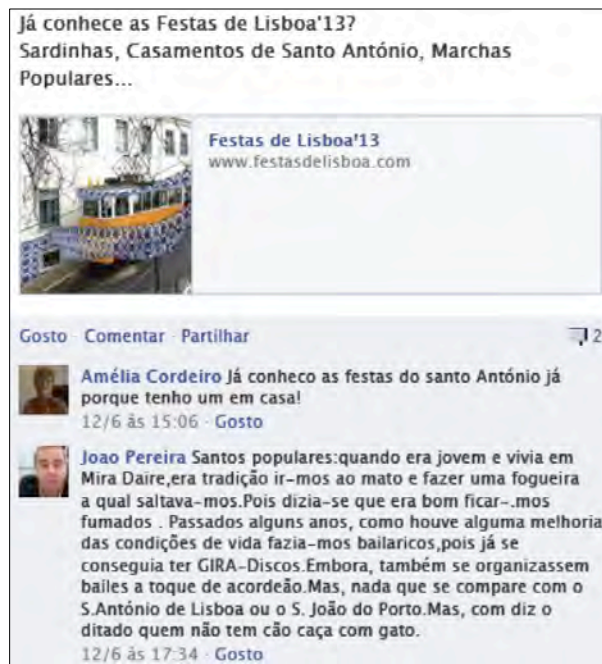 Já conhece as Festas de Lisboa'13?
Sardinhas, Casamentos de Santo António, Marchas
Populares...
Festas de Lisboa'13
www.festasdelisboa.com
Gosto · Comentar · Partilhar 2
Amélia Cordeiro Já conheco as festas do santo António já
porque tenho um em casa!
12/6 às 15:06 · Gosto
Joao Pereira Santos populares:quando era jovem e vivia em
Mira Daire,era tradição ir-mos ao mato e fazer uma fogueira
a qual saltava-mos.Pois dizia-se que era bom ficar-.mos
fumados . Passados alguns anos, como houve alguma melhoria
das condições de vida fazia-mos bailaricos,pois já se
conseguia ter GIRA-Discos.Embora, também se organizassem
bailes a toque de acordeão.Mas, nada que se compare com o
S.António de Lisboa ou o S. João do Porto.Mas, com diz o
ditado quem não tem cão caça com gato.
12/6 às 17:34 · Gosto